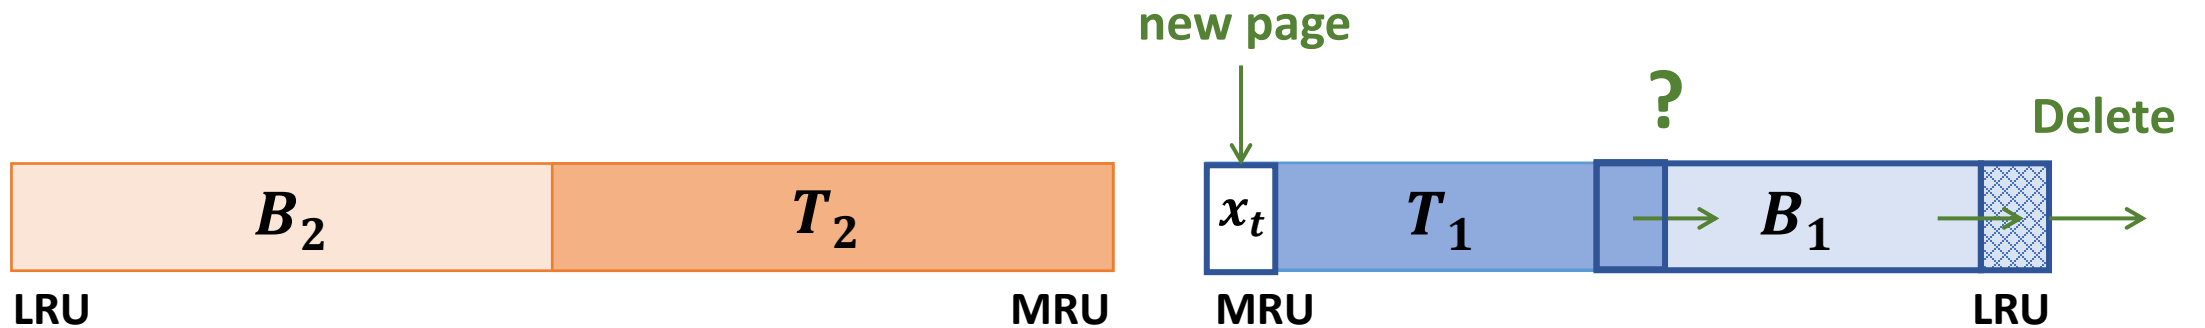 new page
?
Delete
B₂
T₂
xₜ
T₁
B₁
LRU
MRU
MRU
LRU